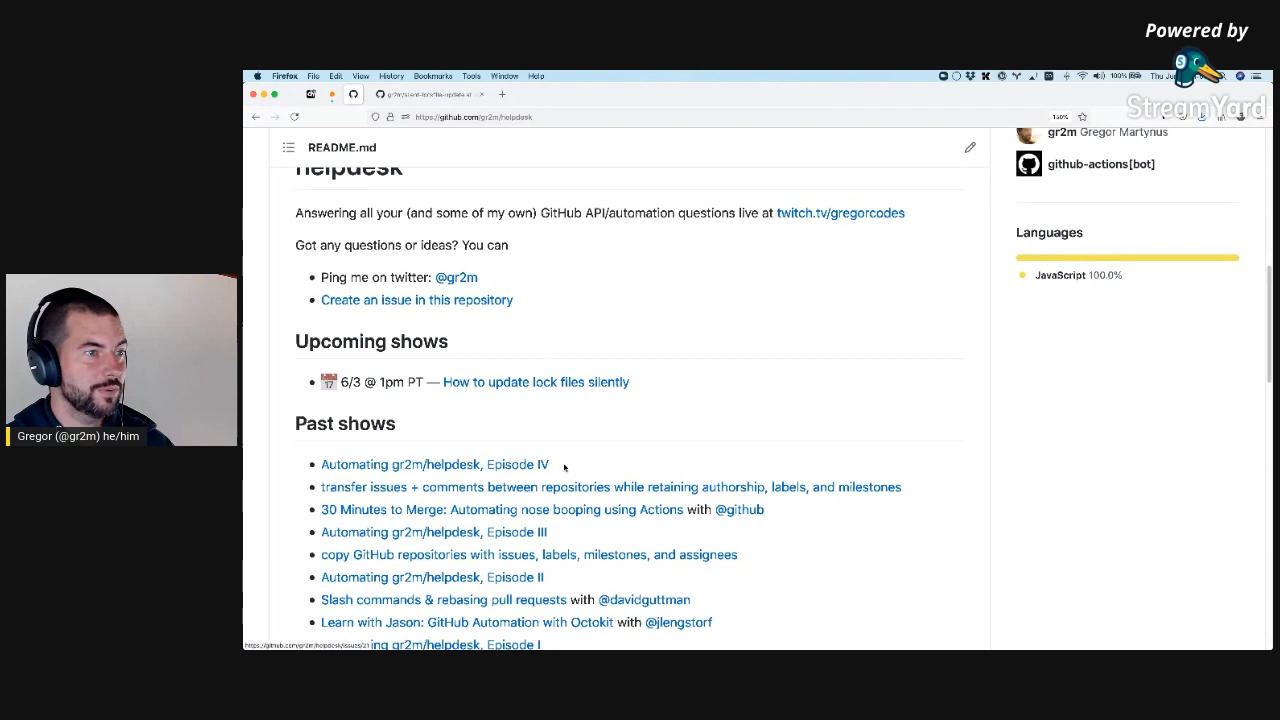 Powered by
StreamYard
Firefox File Edit View History Bookmarks Tools Window Help
100%
https://github.com/gr2m/helpdesk
150%
README.md
helpdesk
Answering all your (and some of my own) GitHub API/automation questions live at twitch.tv/gregorcodes
Got any questions or ideas? You can
Ping me on twitter: @gr2m
Create an issue in this repository
Upcoming shows
17 6/3 @ 1pm PT — How to update lock files silently
Past shows
Automating gr2m/helpdesk, Episode IV
transfer issues + comments between repositories while retaining authorship, labels, and milestones
30 Minutes to Merge: Automating nose booping using Actions with @github
Automating gr2m/helpdesk, Episode III
copy GitHub repositories with issues, labels, milestones, and assignees
Automating gr2m/helpdesk, Episode II
Slash commands & rebasing pull requests with @davidguttman
Learn with Jason: GitHub Automation with Octokit with @jlengstorf
ing gr2m/helpdesk, Episode I
gr2m Gregor Martynus
github-actions[bot]
Languages
JavaScript 100.0%
Gregor (@gr2m) he/him